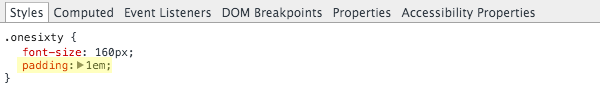 Styles Computed Event Listeners DOM Breakpoints Properties Accessibility Properties
.onesixty {
font-size: 160px;
padding:▶1em;
}